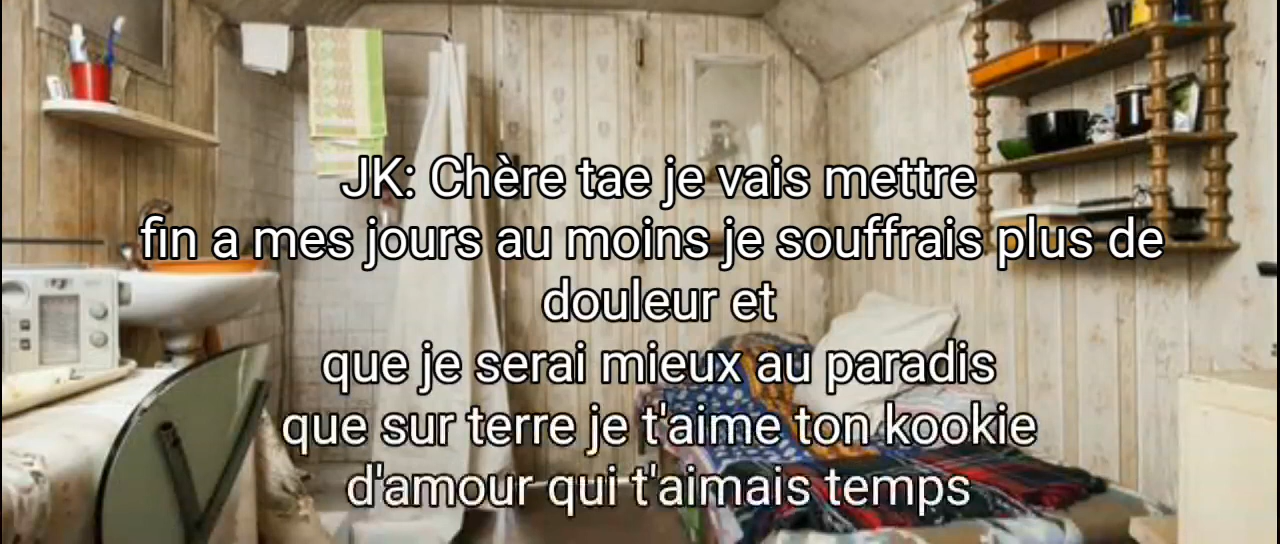 JK: Chère tae je vais mettre
fin a mes jours au moins je souffrais plus de
douleur et
que je serai mieux au paradis
que sur terre je t'aime ton kookie
d'amour qui t'aimais temps